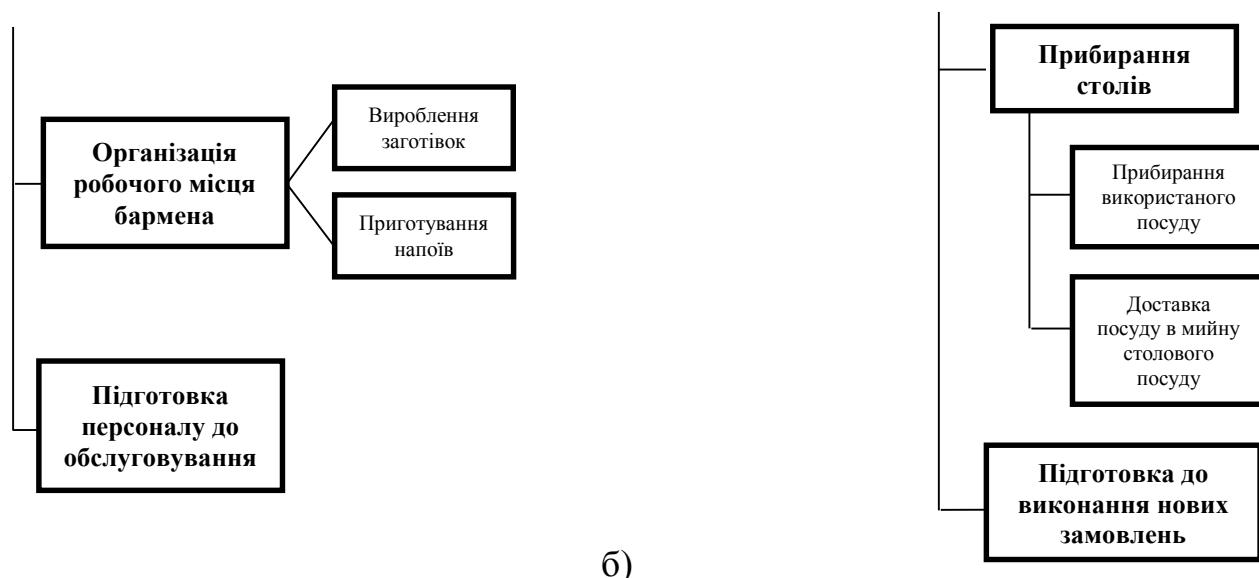 Організація
робочого місця
бармена
Вироблення
заготівок
Приготування
напоїв
Підготовка
персоналу до
обслуговування
Прибирання
столів
Прибирання
використаного
посуду
Доставка
посуду в мийну
столового
посуду
Підготовка до
виконання нових
замовлень
б)